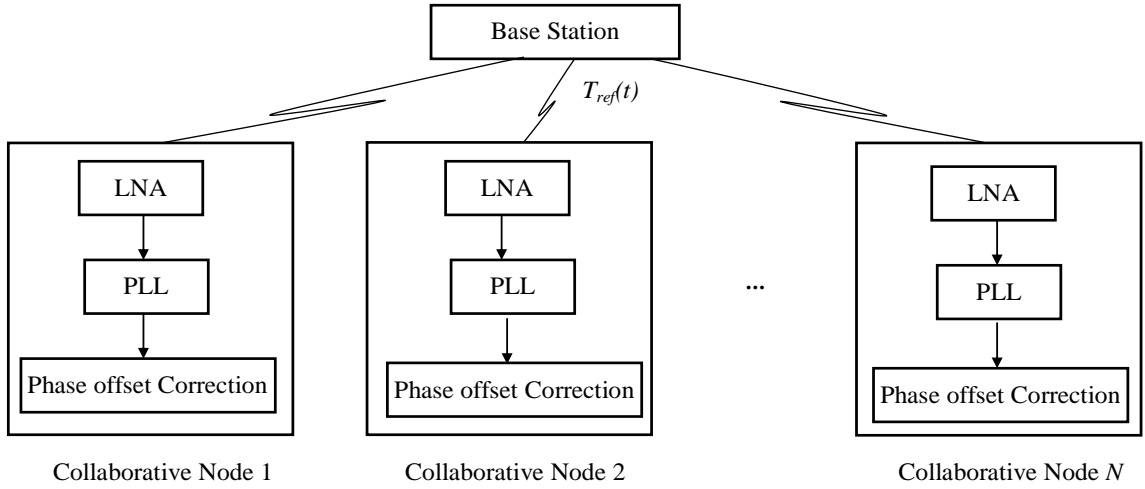 Base Station
T_ref(t)
LNA
PLL
Phase offset Correction
Collaborative Node 1
LNA
PLL
Phase offset Correction
Collaborative Node 2
...
LNA
PLL
Phase offset Correction
Collaborative Node N